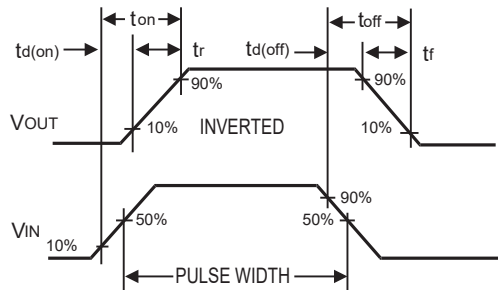 ton toff
td(on) tr td(off) tf
90% 90%
VOUT 10% INVERTED 10%
90%
50% 50%
VIN 10%
PULSE WIDTH